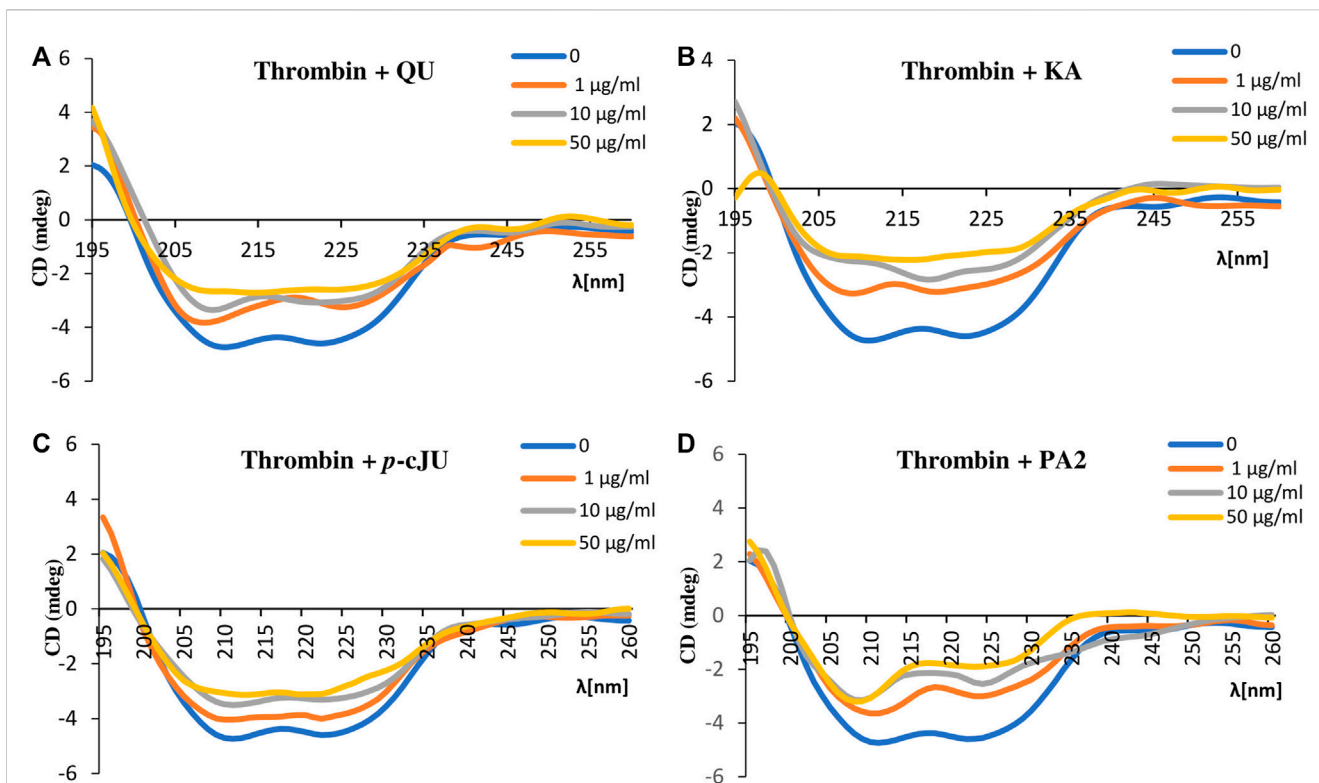 A
Thrombin + QU
0
1 µg/ml
10 µg/ml
50 µg/ml
6
4
2
0
-2
-4
-6
195
205
215
225
235
245
255
CD (mdeg)
λ[nm]
B
Thrombin + KA
0
1 µg/ml
10 µg/ml
50 µg/ml
4
2
0
-2
-4
-6
195
205
215
225
235
245
255
CD (mdeg)
λ[nm]
C
Thrombin + p-cJU
0
1 µg/ml
10 µg/ml
50 µg/ml
6
4
2
0
-2
-4
-6
195
200
205
210
215
220
225
230
235
240
245
250
255
260
CD (mdeg)
λ[nm]
D
Thrombin + PA2
0
1 µg/ml
10 µg/ml
50 µg/ml
6
4
2
0
-2
-4
-6
195
200
205
210
215
220
225
230
235
240
245
250
255
260
CD (mdeg)
λ[nm]